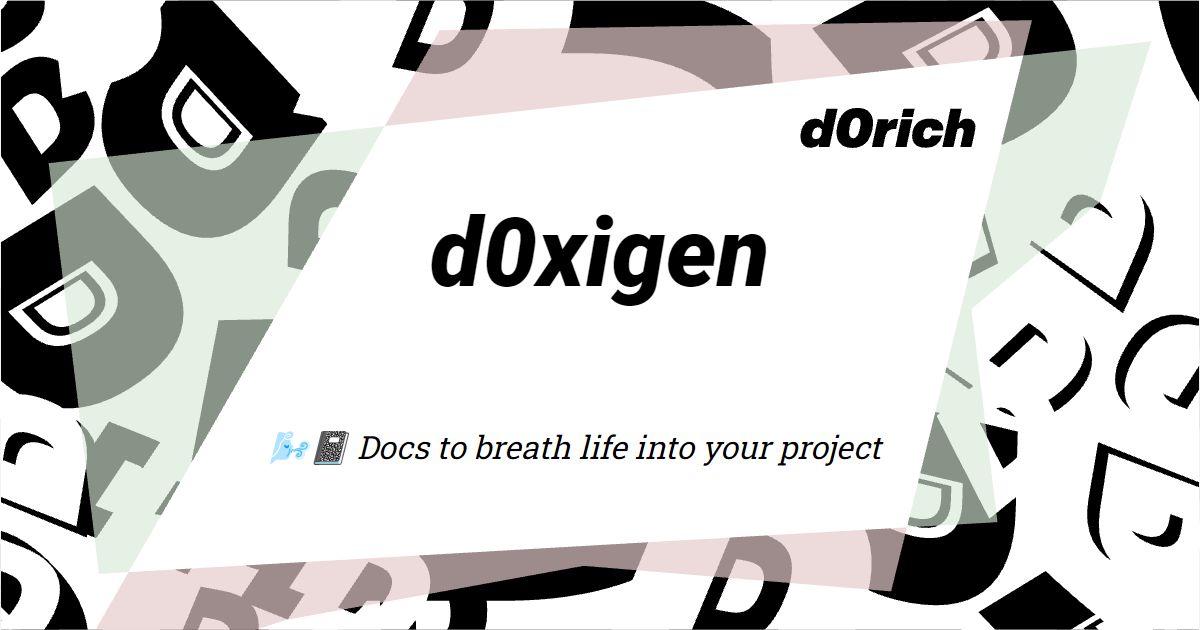 d0rich
d0xigen
🌬️📓 Docs to breath life into your project